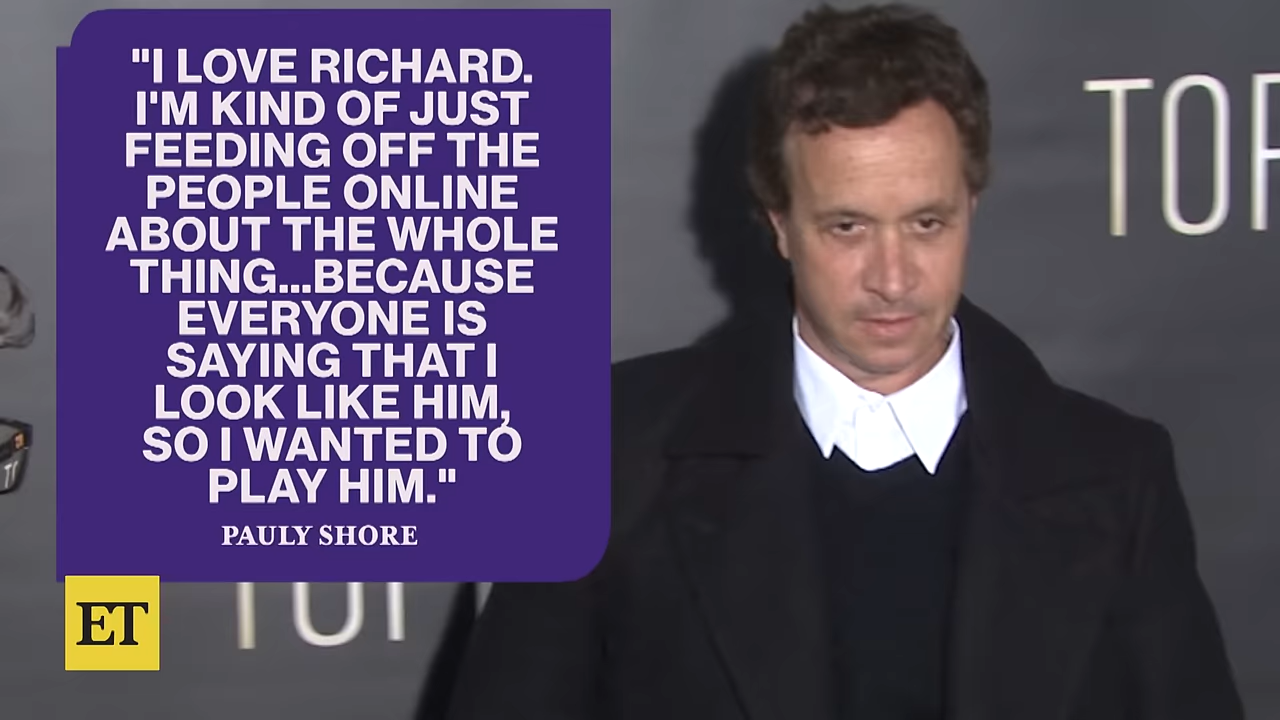 "I LOVE RICHARD.
I'M KIND OF JUST
FEEDING OFF THE
PEOPLE ONLINE
ABOUT THE WHOLE
THING...BECAUSE
EVERYONE IS
SAYING THAT I
LOOK LIKE HIM,
SO I WANTED TO
PLAY HIM."
PAULY SHORE
ET
TOP